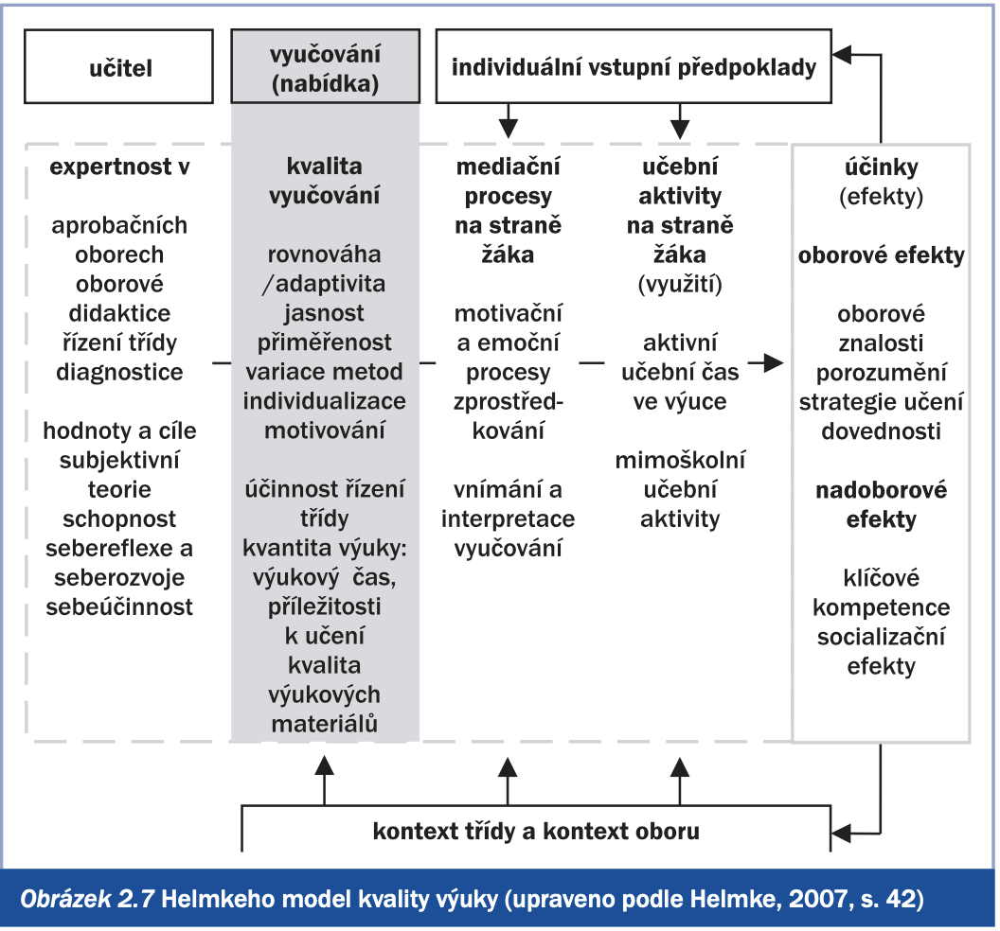 učitel
vyučování
(nabídka)
individuální vstupní předpoklady
expertnost v
aprobačních
oborech
oborové
didaktice
řízení třídy
diagnostice
hodnoty a cíle
subjektivní
teorie
schopnost
sebereflexe a
seberozvoje
sebeúčinnost
kvalita
vyučování
rovnováha
/adaptivita
jasnost
přiměřenost
variace metod
individualizace
motivování
účinnost řízení
třídy
kvantita výuky:
výukový čas,
příležitosti
k učení
kvalita
výukových
materiálů
mediační
procesy
na straně
žáka
motivační
a emoční
procesy
zprostřed-
kování
vnímání a
interpretace
vyučování
učební
aktivity
na straně
žáka
(využití)
aktivní
učební čas
ve výuce
mimoškolní
učební
aktivity
účinky
(efekty)
oborové efekty
oborové
znalosti
porozumění
strategie učení
dovednosti
nadoborové
efekty
klíčové
kompetence
socializační
efekty
kontext třídy a kontext oboru
Obrázek 2.7 Helmkeho model kvality výuky (upraveno podle Helmke, 2007, s. 42)